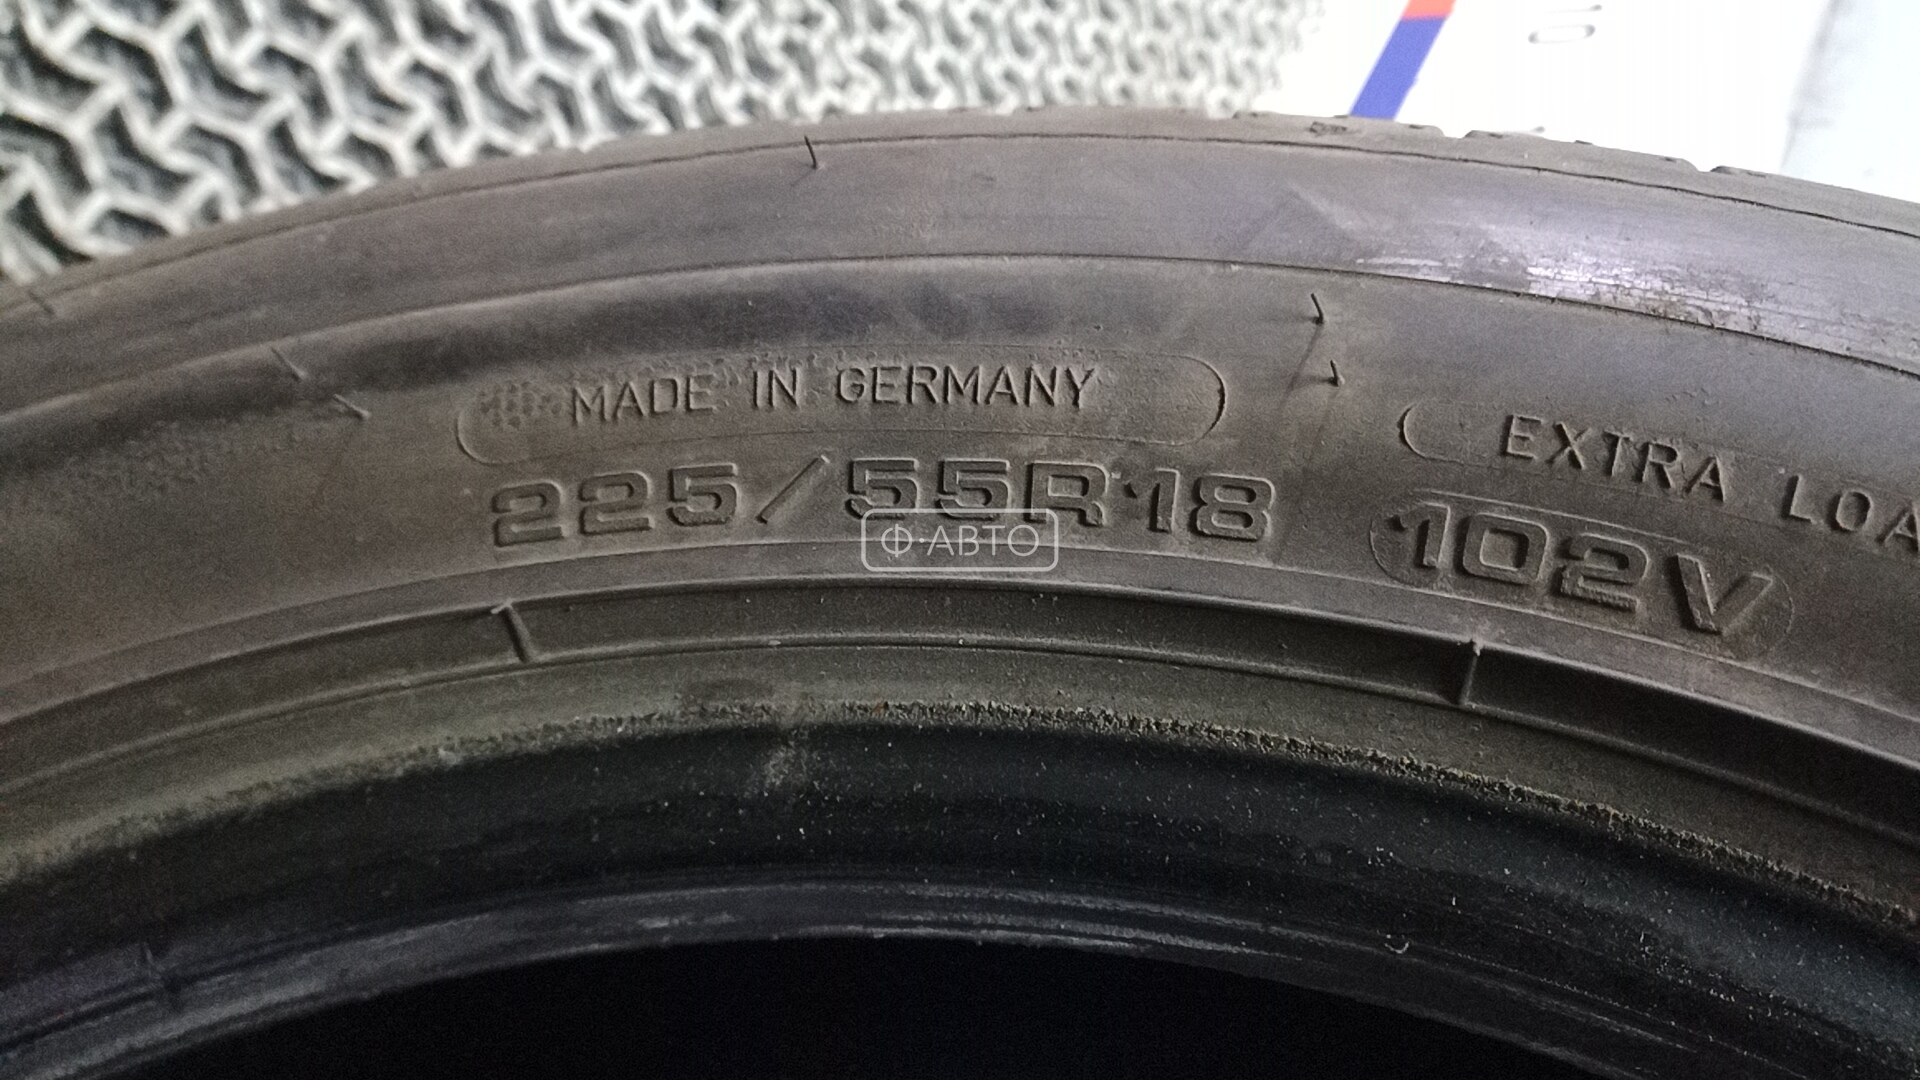 MADE IN GERMANY
EXTRA LOA
225/55R18
102V
Ф·АВТО